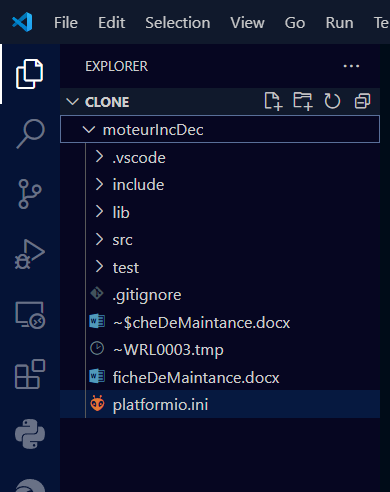 File Edit Selection View Go Run Te
EXPLORER
CLONE
moteurIncDec
.vscode
include
lib
src
test
.gitignore
~$cheDeMaintance.docx
~WRL0003.tmp
ficheDeMaintance.docx
platformio.ini